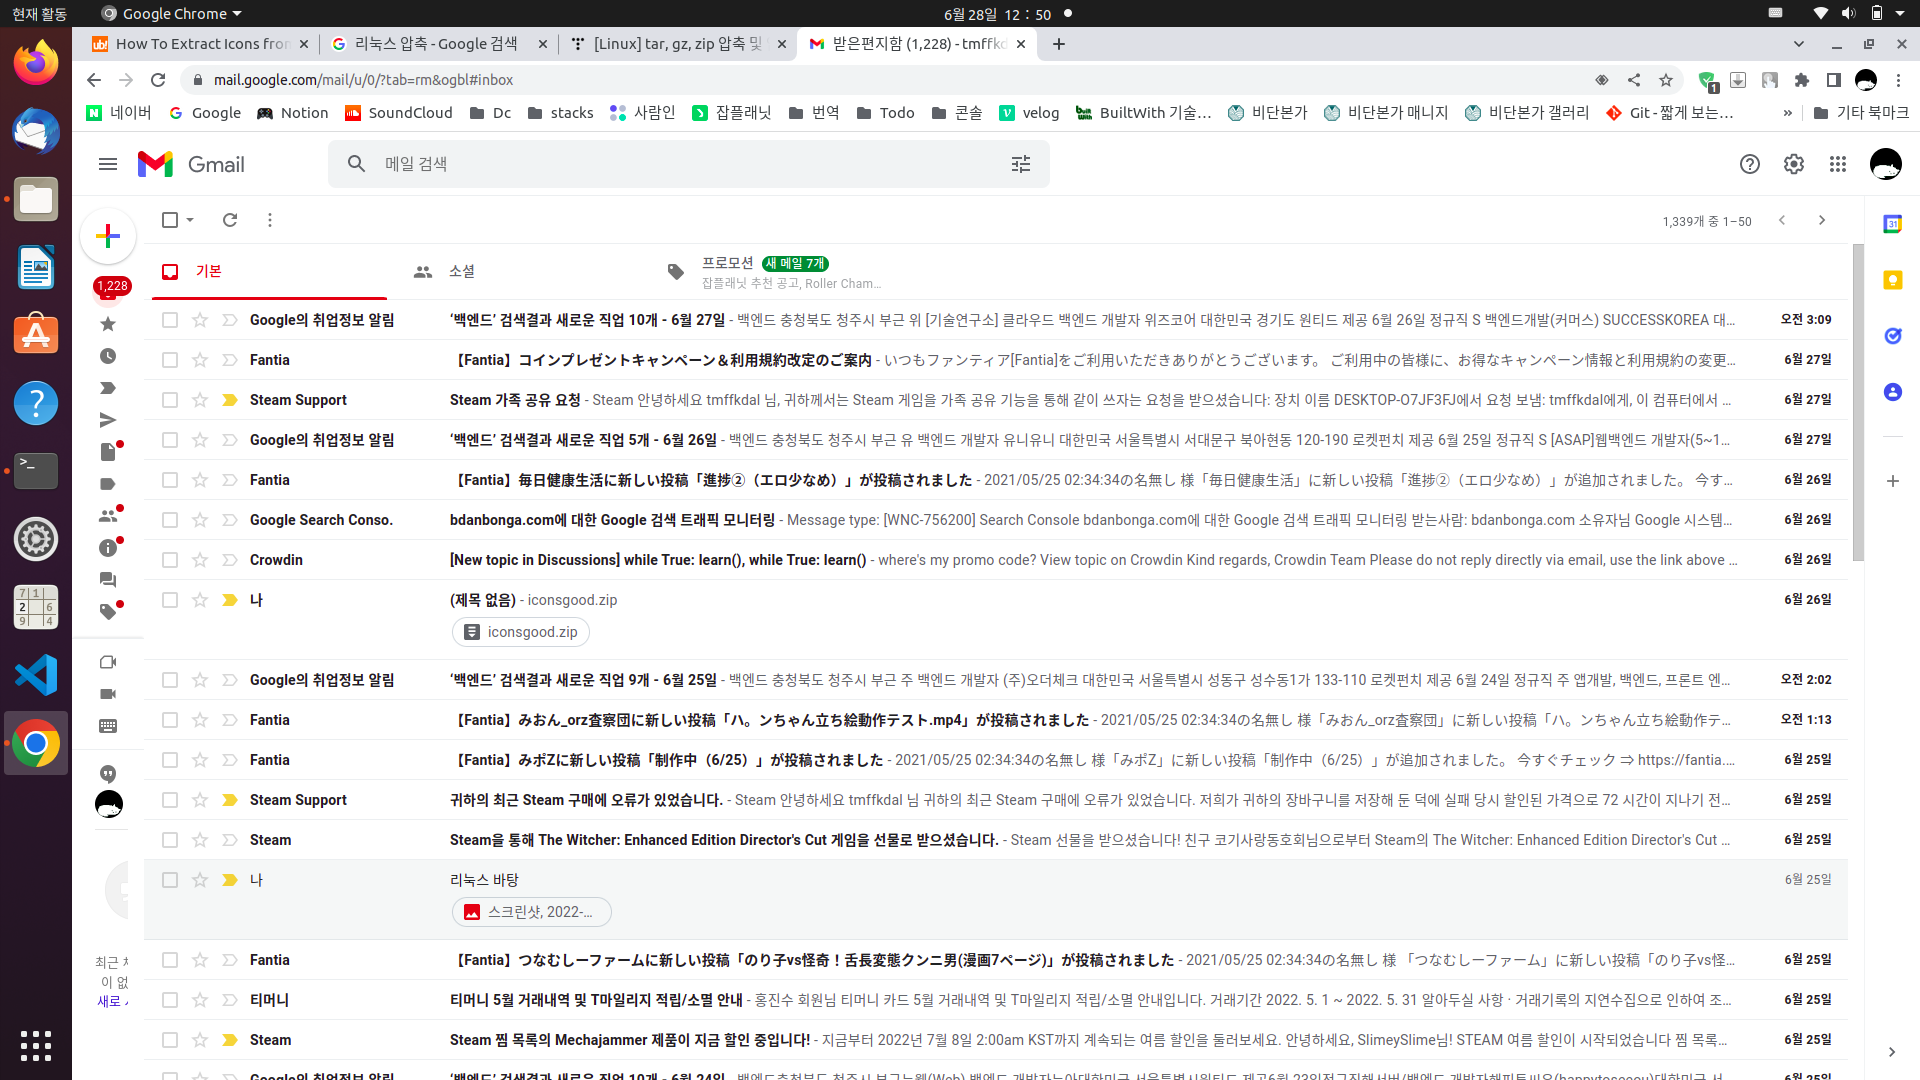 현재 활동
Google Chrome
6월 28일 12 : 50
How To Extract Icons fron
리눅스 압축 - Google 검색
[Linux] tar, gz, zip 압축 및
받은편지함 (1,228) - tmffkd
mail.google.com/mail/u/0/?tab=rm&ogbl#inbox
네이버
Google
Notion
SoundCloud
Dc
stacks
사람인
잡플래닛
번역
Todo
콘솔
velog
BuiltWith 기술…
비단본가
비단본가 매니지
비단본가 갤러리
Git - 짧게 보는…
»
기타 북마크
Gmail
메일 검색
1,339개 중 1–50
1,228
기본
소셜
프로모션
새 메일 7개
잡플래닛 추천 공고, Roller Cham…
Google의 취업정보 알림 ‘백엔드’ 검색결과 새로운 직업 10개 - 6월 27일 - 백엔드 충청북도 청주시 부근 위 [기술연구소] 클라우드 백엔드 개발자 위즈코어 대한민국 경기도 원티드 제공 6월 26일 정규직 S 백엔드개발(커머스) SUCCESSKOREA 대… 오전 3:09
Fantia 【Fantia】コインプレゼントキャンペーン＆利用規約改定のご案内 - いつもファンティア[Fantia]をご利用いただきありがとうございます。 ご利用中の皆様に、お得なキャンペーン情報と利用規約の変更… 6월 27일
Steam Support Steam 가족 공유 요청 - Steam 안녕하세요 tmffkdal 님, 귀하께서는 Steam 게임을 가족 공유 기능을 통해 같이 쓰자는 요청을 받으셨습니다: 장치 이름 DESKTOP-O7JF3FJ에서 요청 보냄: tmffkdal에게, 이 컴퓨터에서 … 6월 27일
Google의 취업정보 알림 ‘백엔드’ 검색결과 새로운 직업 5개 - 6월 26일 - 백엔드 충청북도 청주시 부근 유 백엔드 개발자 유니유니 대한민국 서울특별시 서대문구 북아현동 120-190 로켓펀치 제공 6월 25일 정규직 S [ASAP]웹백엔드 개발자(5~1… 6월 27일
Fantia 【Fantia】毎日健康生活に新しい投稿「進捗②（エロ少なめ）」が投稿されました - 2021/05/25 02:34:34の名無し 様「毎日健康生活」に新しい投稿「進捗②（エロ少なめ）」が追加されました。 今す… 6월 26일
Google Search Conso. bdanbonga.com에 대한 Google 검색 트래픽 모니터링 - Message type: [WNC-756200] Search Console bdanbonga.com에 대한 Google 검색 트래픽 모니터링 받는사람: bdanbonga.com 소유자님 Google 시스템… 6월 26일
Crowdin [New topic in Discussions] while True: learn(), while True: learn() - where's my promo code? View topic on Crowdin Kind regards, Crowdin Team Please do not reply directly via email, use the link above … 6월 26일
나 (제목 없음) - iconsgood.zip 6월 26일
iconsgood.zip
Google의 취업정보 알림 ‘백엔드’ 검색결과 새로운 직업 9개 - 6월 25일 - 백엔드 충청북도 청주시 부근 주 백엔드 개발자 (주)오더체크 대한민국 서울특별시 성동구 성수동1가 133-110 로켓펀치 제공 6월 24일 정규직 주 앱개발, 백엔드, 프론트 엔… 오전 2:02
Fantia 【Fantia】みおん_orz査察団に新しい投稿「ハ。ンちゃん立ち絵動作テスト.mp4」が投稿されました - 2021/05/25 02:34:34の名無し 様「みおん_orz査察団」に新しい投稿「ハ。ンちゃん立ち絵動作テ… 오전 1:13
Fantia 【Fantia】みポZに新しい投稿「制作中（6/25）」が投稿されました - 2021/05/25 02:34:34の名無し 様「みポZ」に新しい投稿「制作中（6/25）」が追加されました。 今すぐチェック ⇒ https://fantia.… 6월 25일
Steam Support 귀하의 최근 Steam 구매에 오류가 있었습니다. - Steam 안녕하세요 tmffkdal 님 귀하의 최근 Steam 구매에 오류가 있었습니다. 저희가 귀하의 장바구니를 저장해 둔 덕에 실패 당시 할인된 가격으로 72 시간이 지나기 전… 6월 25일
Steam Steam을 통해 The Witcher: Enhanced Edition Director's Cut 게임을 선물로 받으셨습니다. - Steam 선물을 받으셨습니다! 친구 코기사랑동호회님으로부터 Steam의 The Witcher: Enhanced Edition Director's Cut … 6월 25일
나 리눅스 바탕 6월 25일
스크린샷, 2022-…
Fantia 【Fantia】つなむしーファームに新しい投稿「のり子vs怪奇！舌長変態クンニ男(漫画7ページ)」が投稿されました - 2021/05/25 02:34:34の名無し 様 「つなむしーファーム」に新しい投稿「のり子vs怪… 6월 25일
티머니 티머니 5월 거래내역 및 T마일리지 적립/소멸 안내 - 홍진수 회원님 티머니 카드 5월 거래내역 및 T마일리지 적립/소멸 안내입니다. 거래기간 2022. 5. 1 ~ 2022. 5. 31 알아두실 사항 · 거래기록의 지연수집으로 인하여 조… 6월 25일
Steam Steam 찜 목록의 Mechajammer 제품이 지금 할인 중입니다! - 지금부터 2022년 7월 8일 2:00am KST까지 계속되는 여름 할인을 둘러보세요. 안녕하세요, SlimeySlime님! STEAM 여름 할인이 시작되었습니다 찜 목록… 6월 25일
Google의 취업정보 알림 ‘백엔드’ 검색결과 새로운 직업 10개 - 6월 24일
최근
이 없
새로